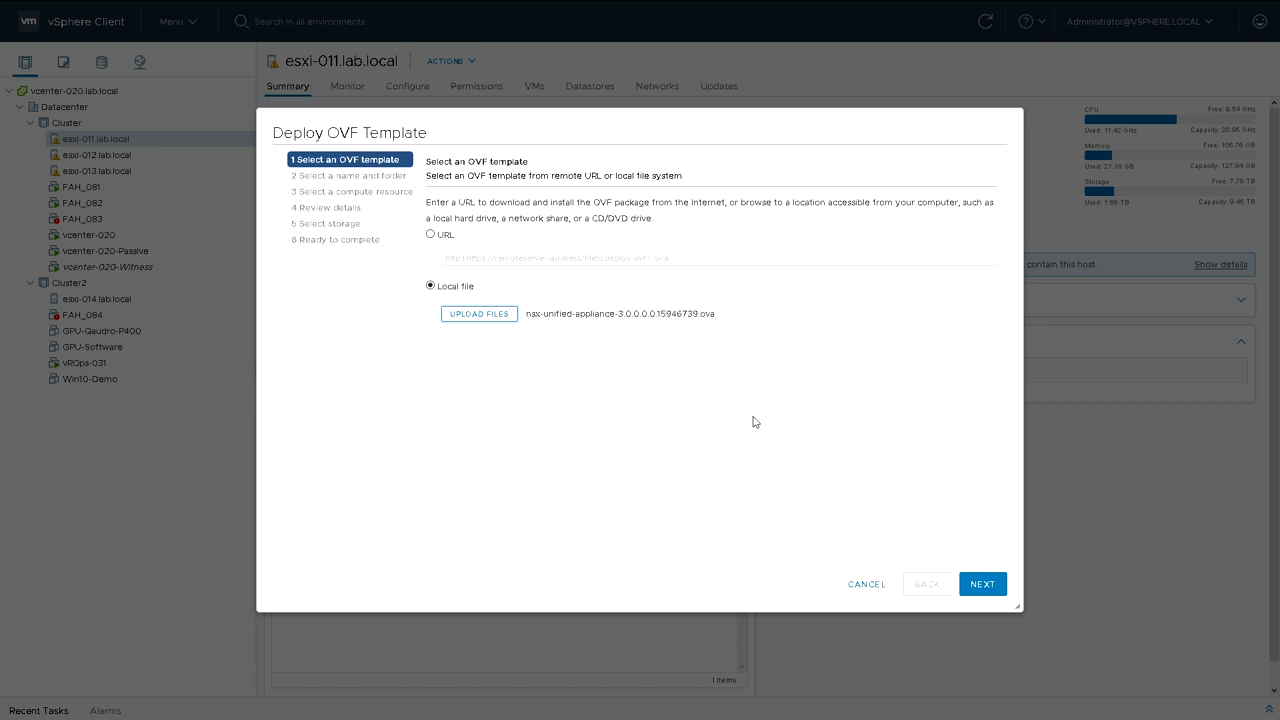 vm vSphere Client Menu Search in all environments Administrator@VSPHERE.LOCAL
esxi-011.lab.local ACTIONS
Summary Monitor Configure Permissions VMs Datastores Networks Updates
vcenter-020.lab.local
Datacenter
Cluster
esxi-011.lab.local
esxi-012.lab.local
esxi-013.lab.local
FAH_081
FAH_082
FAH_083
vcenter-020
vcenter-020-Passive
vcenter-020-Witness
Cluster2
esxi-014.lab.local
FAH_084
GPU-Qaudro-P400
GPU-Software
vRQps-031
Win10-Demo
CPU Free: 9.54 GHz
Used: 11.42 GHz Capacity: 20.95 GHz
Memory Free: 106.76 GB
Used: 21.18 GB Capacity: 127.94 GB
Storage Free: 7.79 TB
Used: 1.66 TB Capacity: 9.45 TB
contain this host. Show details
Deploy OVF Template
1 Select an OVF template
2 Select a name and folder
3 Select a compute resource
4 Review details
5 Select storage
6 Ready to complete
Select an OVF template
Select an OVF template from remote URL or local file system
Enter a URL to download and install the OVF package from the Internet, or browse to a location accessible from your computer, such as
a local hard drive, a network share, or a CD/DVD drive.
URL
http | https://remoteserver-address/filetodeploy.ovf | .ova
Local file
UPLOAD FILES nsx-unified-appliance-3.0.0.0.0.15946739.ova
CANCEL BACK NEXT
1 items
Recent Tasks Alarms